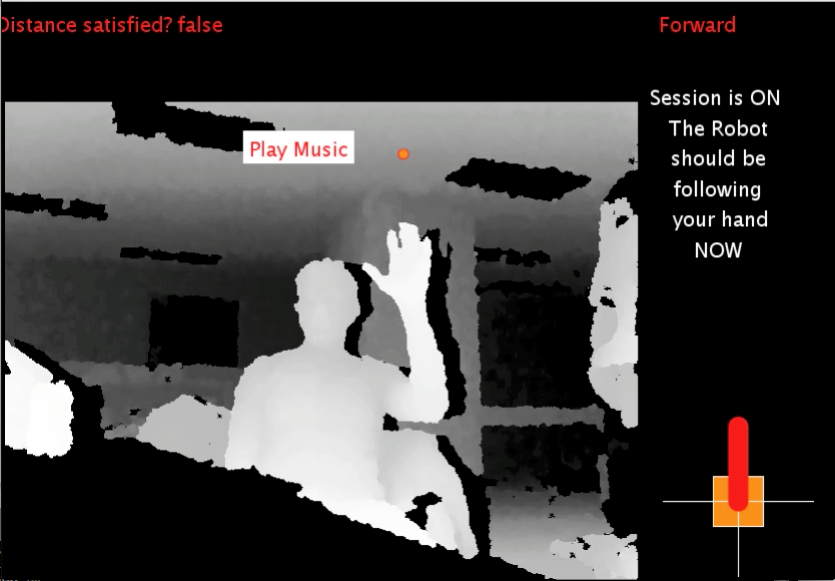 Distance satisfied? false
Forward
Play Music
Session is ON
The Robot
should be
following
your hand
NOW